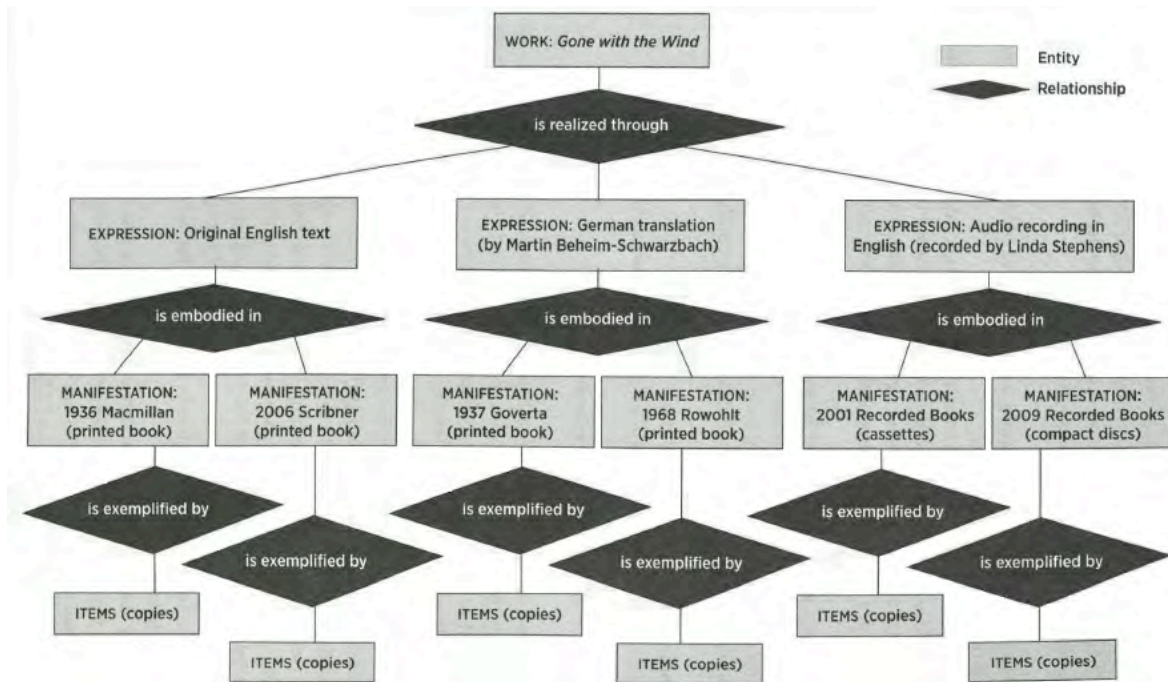 WORK: Gone with the Wind
Entity
Relationship
is realized through
EXPRESSION: Original English text
EXPRESSION: German translation
(by Martin Beheim-Schwarzbach)
EXPRESSION: Audio recording in
English (recorded by Linda Stephens)
is embodied in
is embodied in
is embodied in
MANIFESTATION:
1936 Macmillan
(printed book)
MANIFESTATION:
2006 Scribner
(printed book)
MANIFESTATION:
1937 Goverta
(printed book)
MANIFESTATION:
1968 Rowohlt
(printed book)
MANIFESTATION:
2001 Recorded Books
(cassettes)
MANIFESTATION:
2009 Recorded Books
(compact discs)
is exemplified by
is exemplified by
is exemplified by
is exemplified by
is exemplified by
is exemplified by
ITEMS (copies)
ITEMS (copies)
ITEMS (copies)
ITEMS (copies)
ITEMS (copies)
ITEMS (copies)